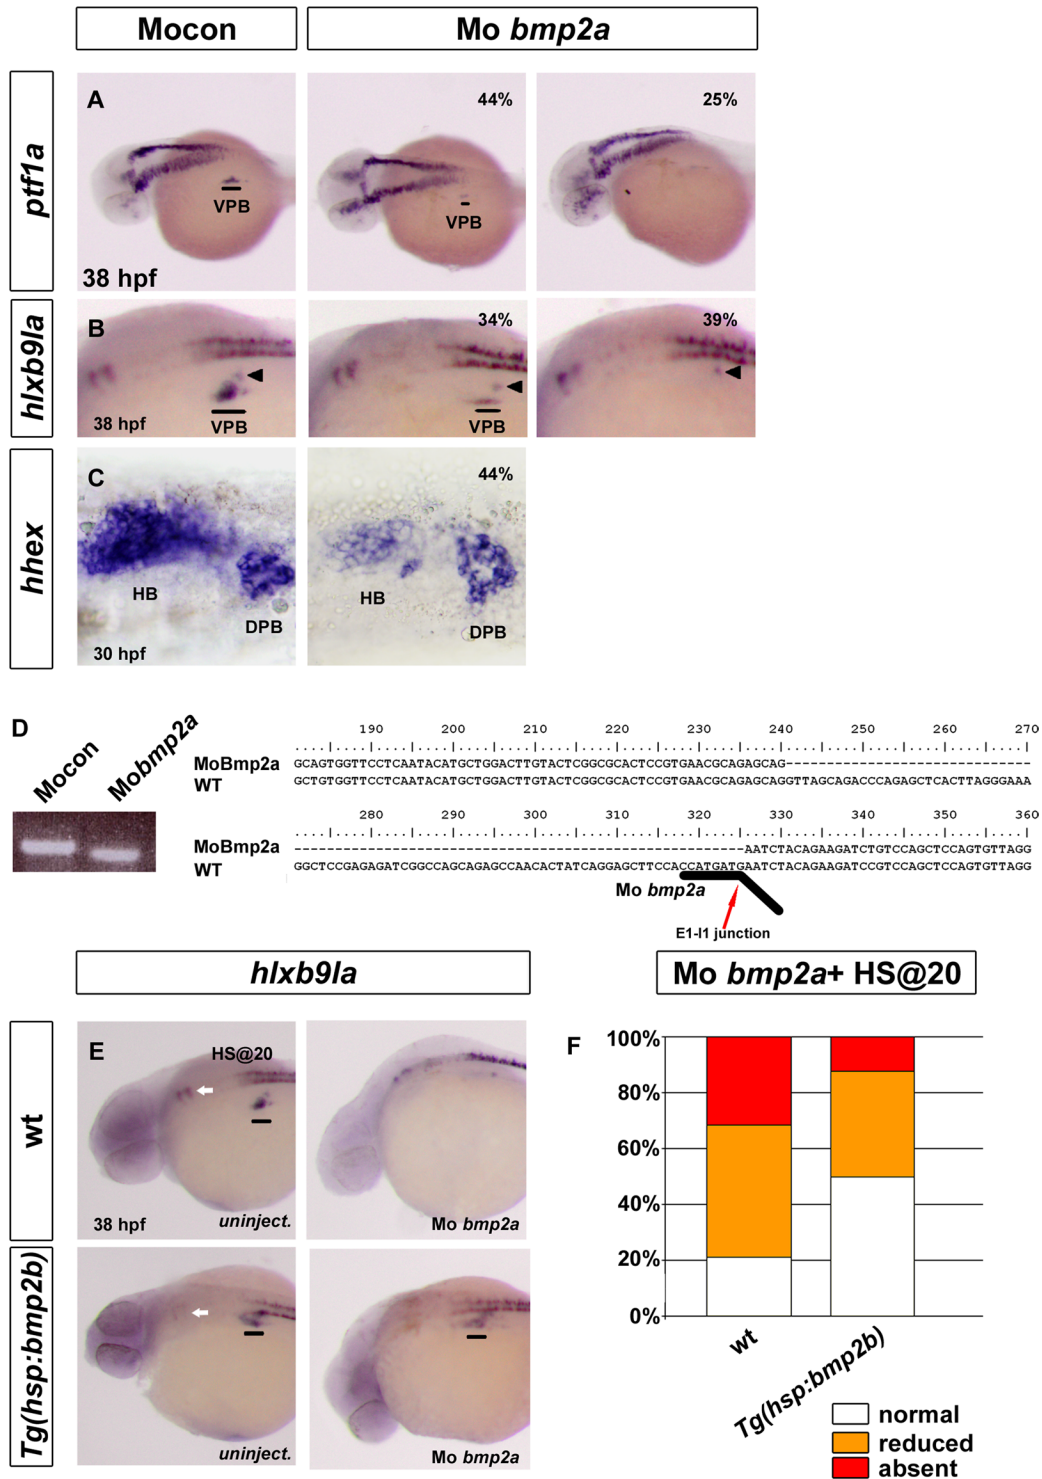 Mocon
Mo bmp2a
ptf1a
A
44%
25%
VPB
VPB
38 hpf
hlxb9la
B
34%
39%
38 hpf
VPB
VPB
hhex
C
44%
HB
DPB
HB
DPB
30 hpf
D
Mocon
Mobmp2a
190 200 210 220 230 240 250 260 270
MoBmp2a GCAGTGGTTCCTCAATACATGCTGGACTTGTACTCGGCGCACTCCGTGAACGCAGAGCAG------------------------------
WT GCTGTGGTTCCTCAATACATGCTGGACTTGTACTCGGCGCACTCCGTGAACGCAGAGCAGGTTAGCAGACCCAGAGCTCACTTAGGGAAA
280 290 300 310 320 330 340 350 360
MoBmp2a -------------------------------------------------------AATCTACAGAAGATCTGTCCAGCTCCAGTGTTAGG
WT GGCTCCGAGAGATCGGCCAGCAGAGCCAACACTATCAGGAGCTTCCACCATGATGAATCTACAGAAGATCCGTCCAGCTCCAGTGTTAGG
Mo bmp2a
E1-I1 junction
hlxb9la
Mo bmp2a+ HS@20
wt
E
HS@20
38 hpf
uninject.
Mo bmp2a
Tg(hsp:bmp2b)
uninject.
Mo bmp2a
F
100%
80%
60%
40%
20%
0%
wt
Tg(hsp:bmp2b)
normal
reduced
absent